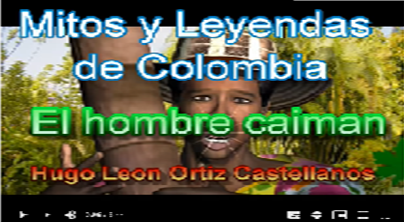 Mitos y Leyendas
de Colombia
El hombre caiman
Hugo Leon Ortiz Castellanos